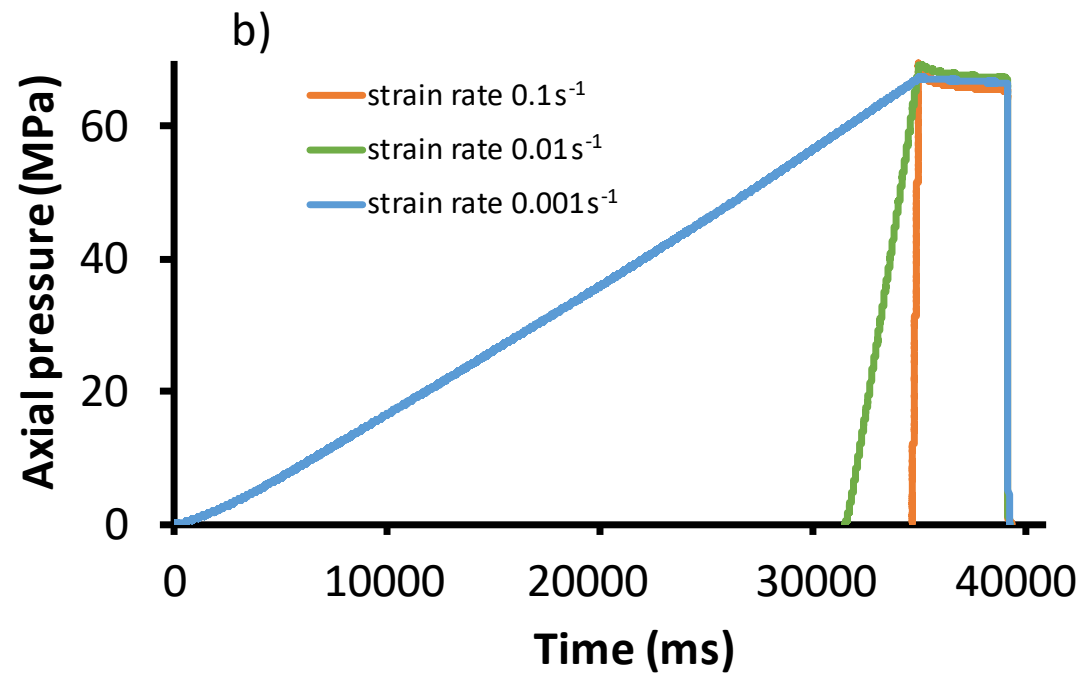 b)
strain rate 0.1s⁻¹
strain rate 0.01s⁻¹
strain rate 0.001s⁻¹
Axial pressure (MPa)
60
40
20
0
0 10000 20000 30000 40000
Time (ms)